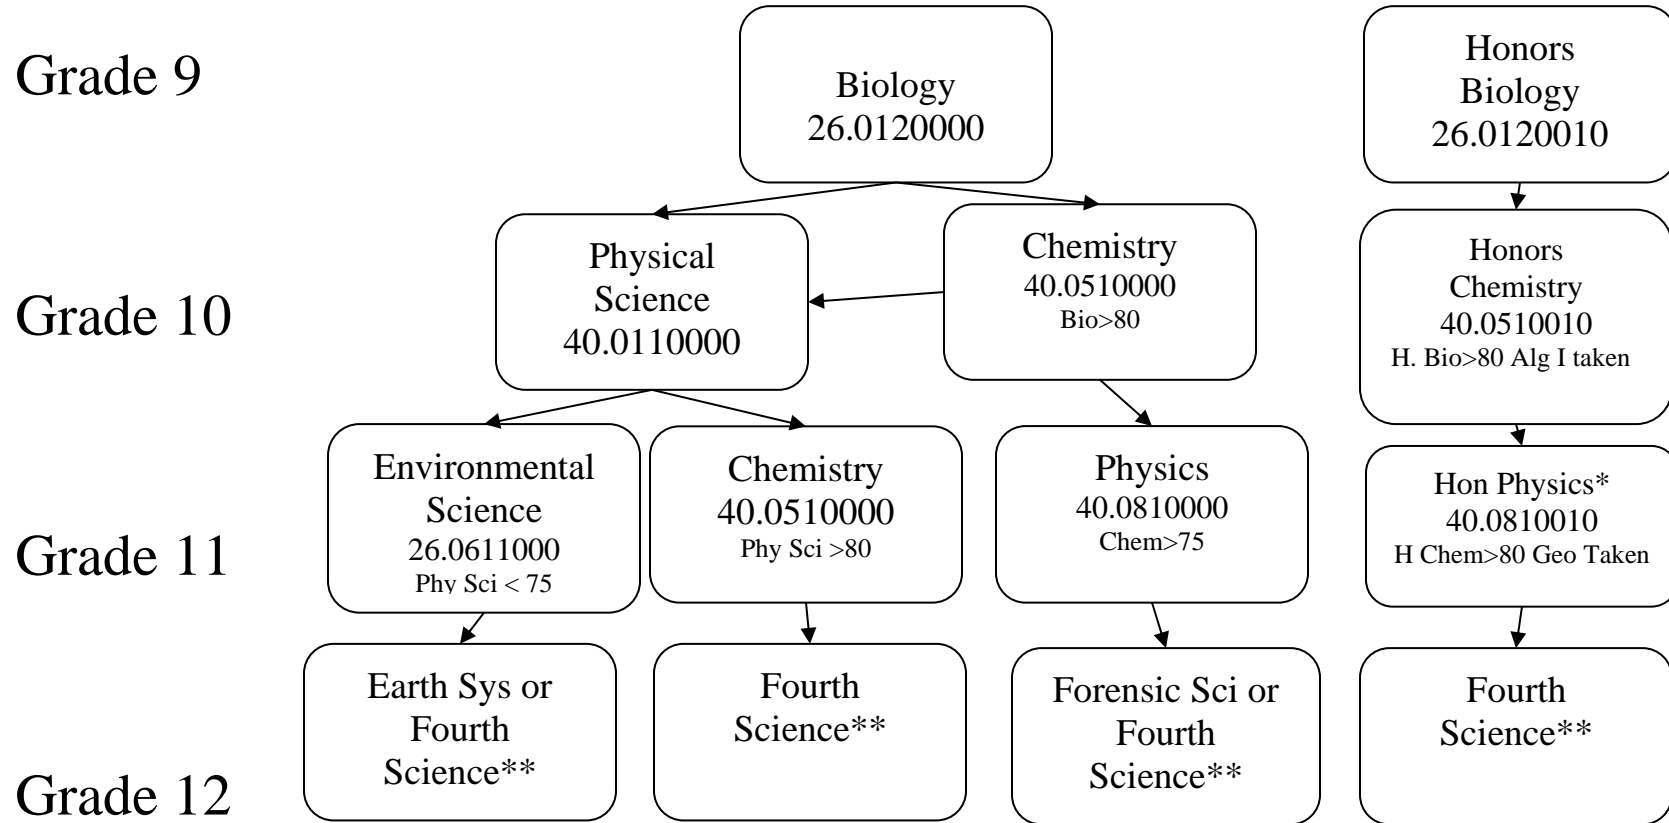 Grade 9
Biology
26.0120000
Honors
Biology
26.0120010
Grade 10
Physical
Science
40.0110000
Chemistry
40.0510000
Bio>80
Honors
Chemistry
40.0510010
H. Bio>80 Alg I taken
Grade 11
Environmental
Science
26.0611000
Phy Sci < 75
Chemistry
40.0510000
Phy Sci >80
Physics
40.0810000
Chem>75
Hon Physics*
40.0810010
H Chem>80 Geo Taken
Grade 12
Earth Sys or
Fourth
Science**
Fourth
Science**
Forensic Sci or
Fourth
Science**
Fourth
Science**